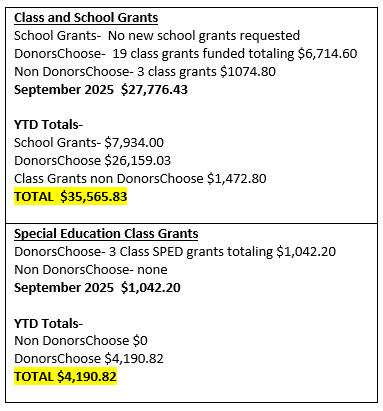 Class and School Grants
School Grants- No new school grants requested
DonorsChoose- 19 class grants funded totaling $6,714.60
Non DonorsChoose- 3 class grants $1074.80
September 2025 $27,776.43
YTD Totals-
School Grants- $7,934.00
DonorsChoose $26,159.03
Class Grants non DonorsChoose $1,472.80
TOTAL $35,565.83
Special Education Class Grants
DonorsChoose- 3 Class SPED grants totaling $1,042.20
Non DonorsChoose- none
September 2025 $1,042.20
YTD Totals-
Non DonorsChoose $0
DonorsChoose $4,190.82
TOTAL $4,190.82